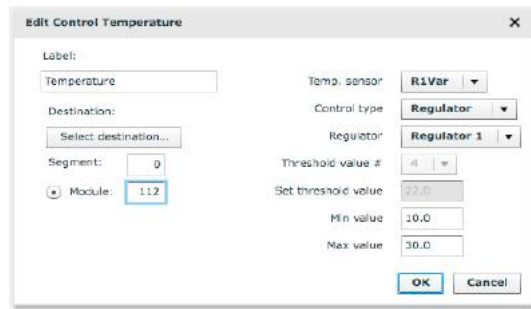 Edit Control Temperature
Label:
Temperature
Destination:
Select destination...
Segment: 0
Module: 112
Temp. sensor R1Var
Control type Regulator
Regulator Regulator 1
Threshold value # 4
Set threshold value 22.0
Min value 10.0
Max value 30.0
OK Cancel